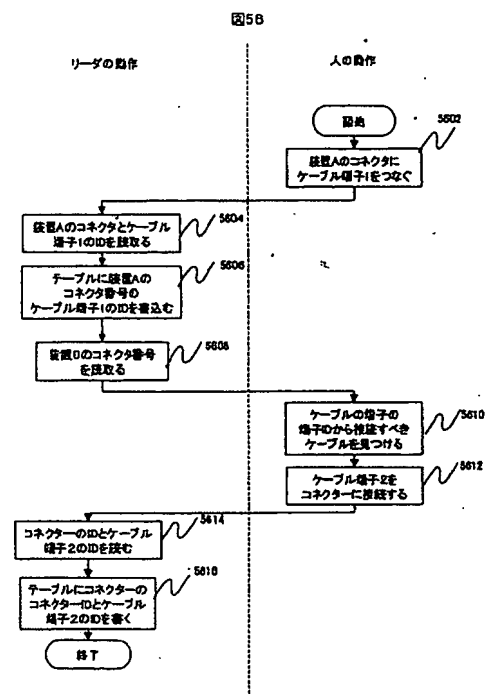 図56
リーダの動作
人の動作
開始
5602
装置Aのコネクタに
ケーブル端子1をつなぐ
装置Aのコネクタとケーブル
端子1のIDを読取る
5604
テーブルに装置Aの
コネクタ番号の
ケーブル端子1のIDを書込む
5606
装置Bのコネクタ番号
を読取る
5608
ケーブルの端子の
端子IDから接続すべき
ケーブルを見つける
5610
ケーブル端子2を
コネクターに接続する
5612
コネクターのIDとケーブル
端子2のIDを読む
5614
テーブルにコネクターの
コネクターIDとケーブル
端子2のIDを書く
5616
終了